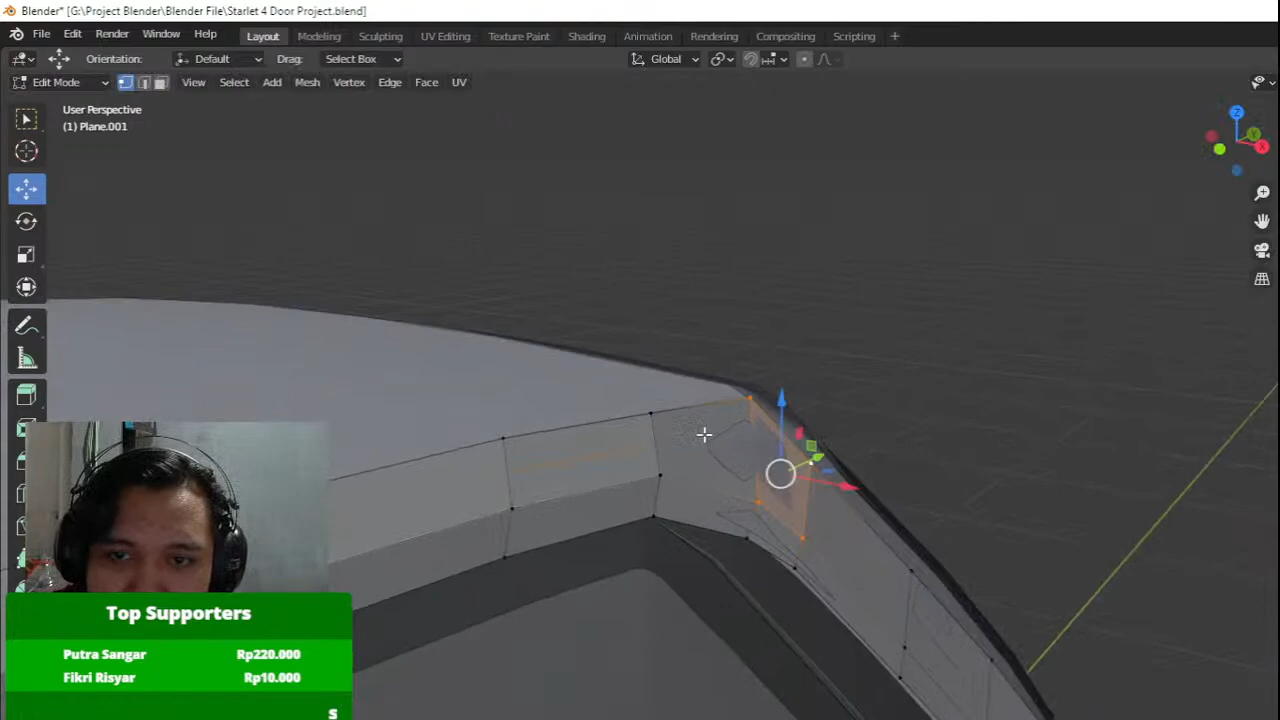 Blender* [G:\Project Blender\Blender File\Starlet 4 Door Project.blend]
File Edit Render Window Help Layout Modeling Sculpting UV Editing Texture Paint Shading Animation Rendering Compositing Scripting +
Orientation: Default Drag: Select Box Global
Edit Mode View Select Add Mesh Vertex Edge Face UV
User Perspective
(1) Plane.001
Z
Y
X
Top Supporters
Putra Sangar Rp220.000
Fikri Risyar Rp10.000
S